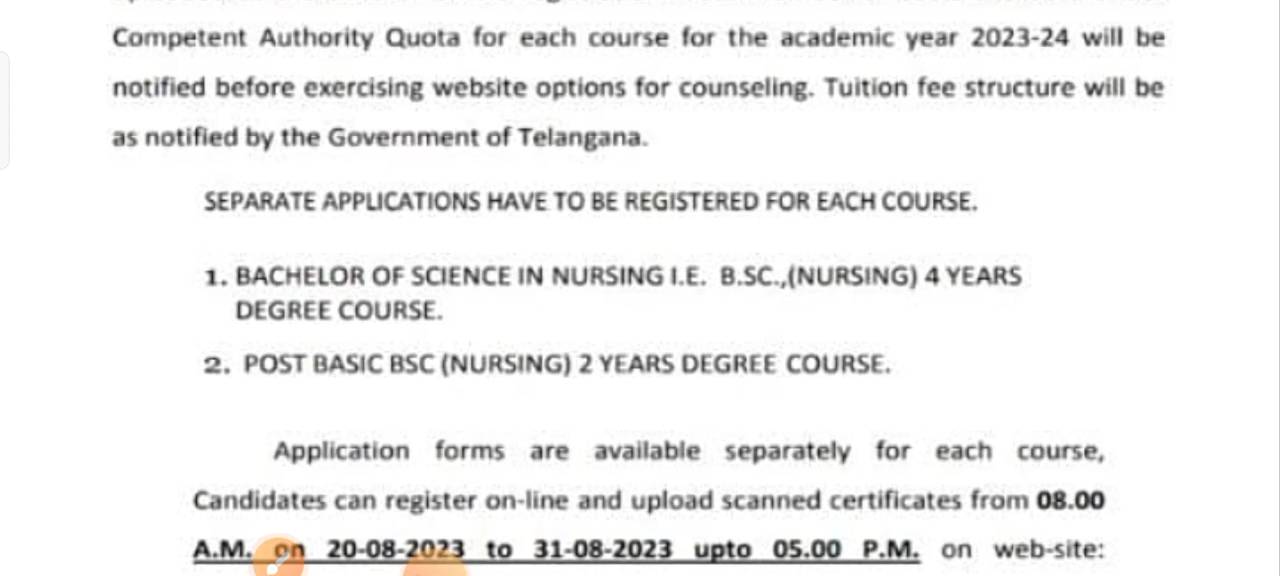 Competent Authority Quota for each course for the academic year 2023-24 will be
notified before exercising website options for counseling. Tuition fee structure will be
as notified by the Government of Telangana.
SEPARATE APPLICATIONS HAVE TO BE REGISTERED FOR EACH COURSE.
1. BACHELOR OF SCIENCE IN NURSING I.E. B.SC.,(NURSING) 4 YEARS
DEGREE COURSE.
2. POST BASIC BSC (NURSING) 2 YEARS DEGREE COURSE.
Application forms are available separately for each course,
Candidates can register on-line and upload scanned certificates from 08.00
A.M. on 20-08-2023 to 31-08-2023 upto 05.00 P.M. on web-site: